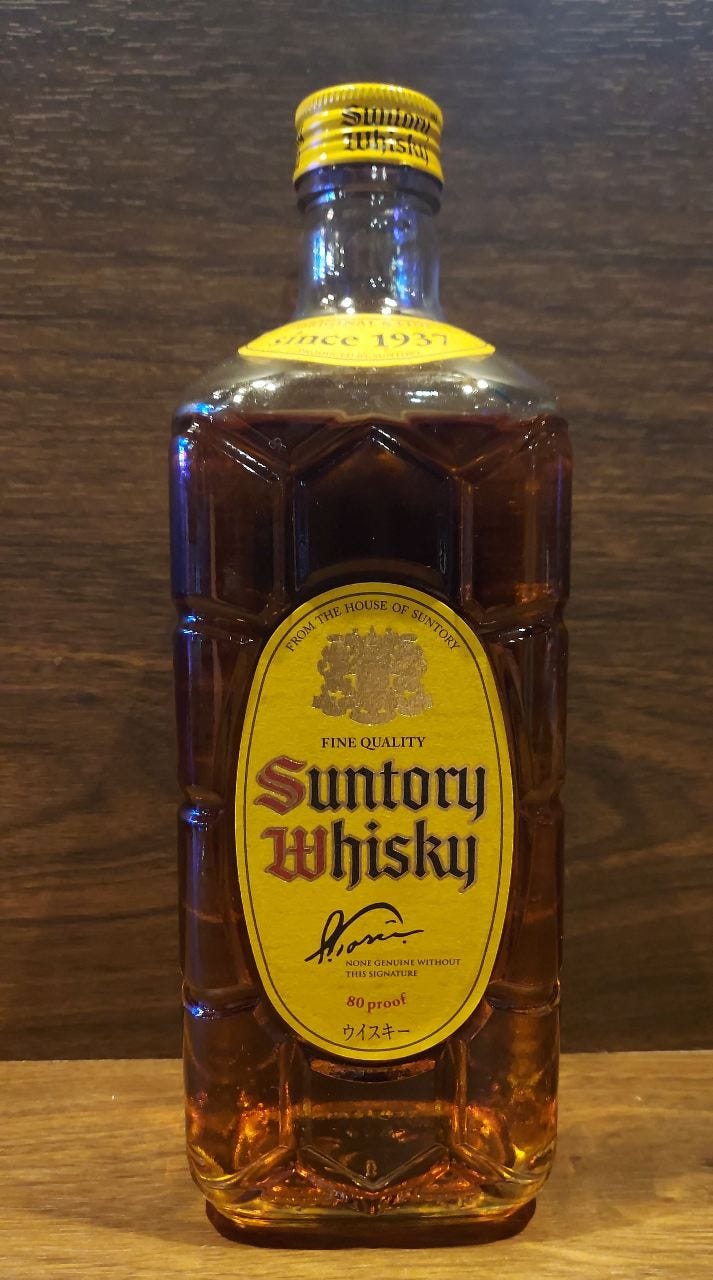 Suntory
Whisky
ORIGINAL &
since 1937
PRODUCED BY SUNTORY
FROM THE HOUSE OF SUNTORY
FINE QUALITY
Suntory
Whisky
NONE GENUINE WITHOUT
THIS SIGNATURE
80 proof
ウイスキー